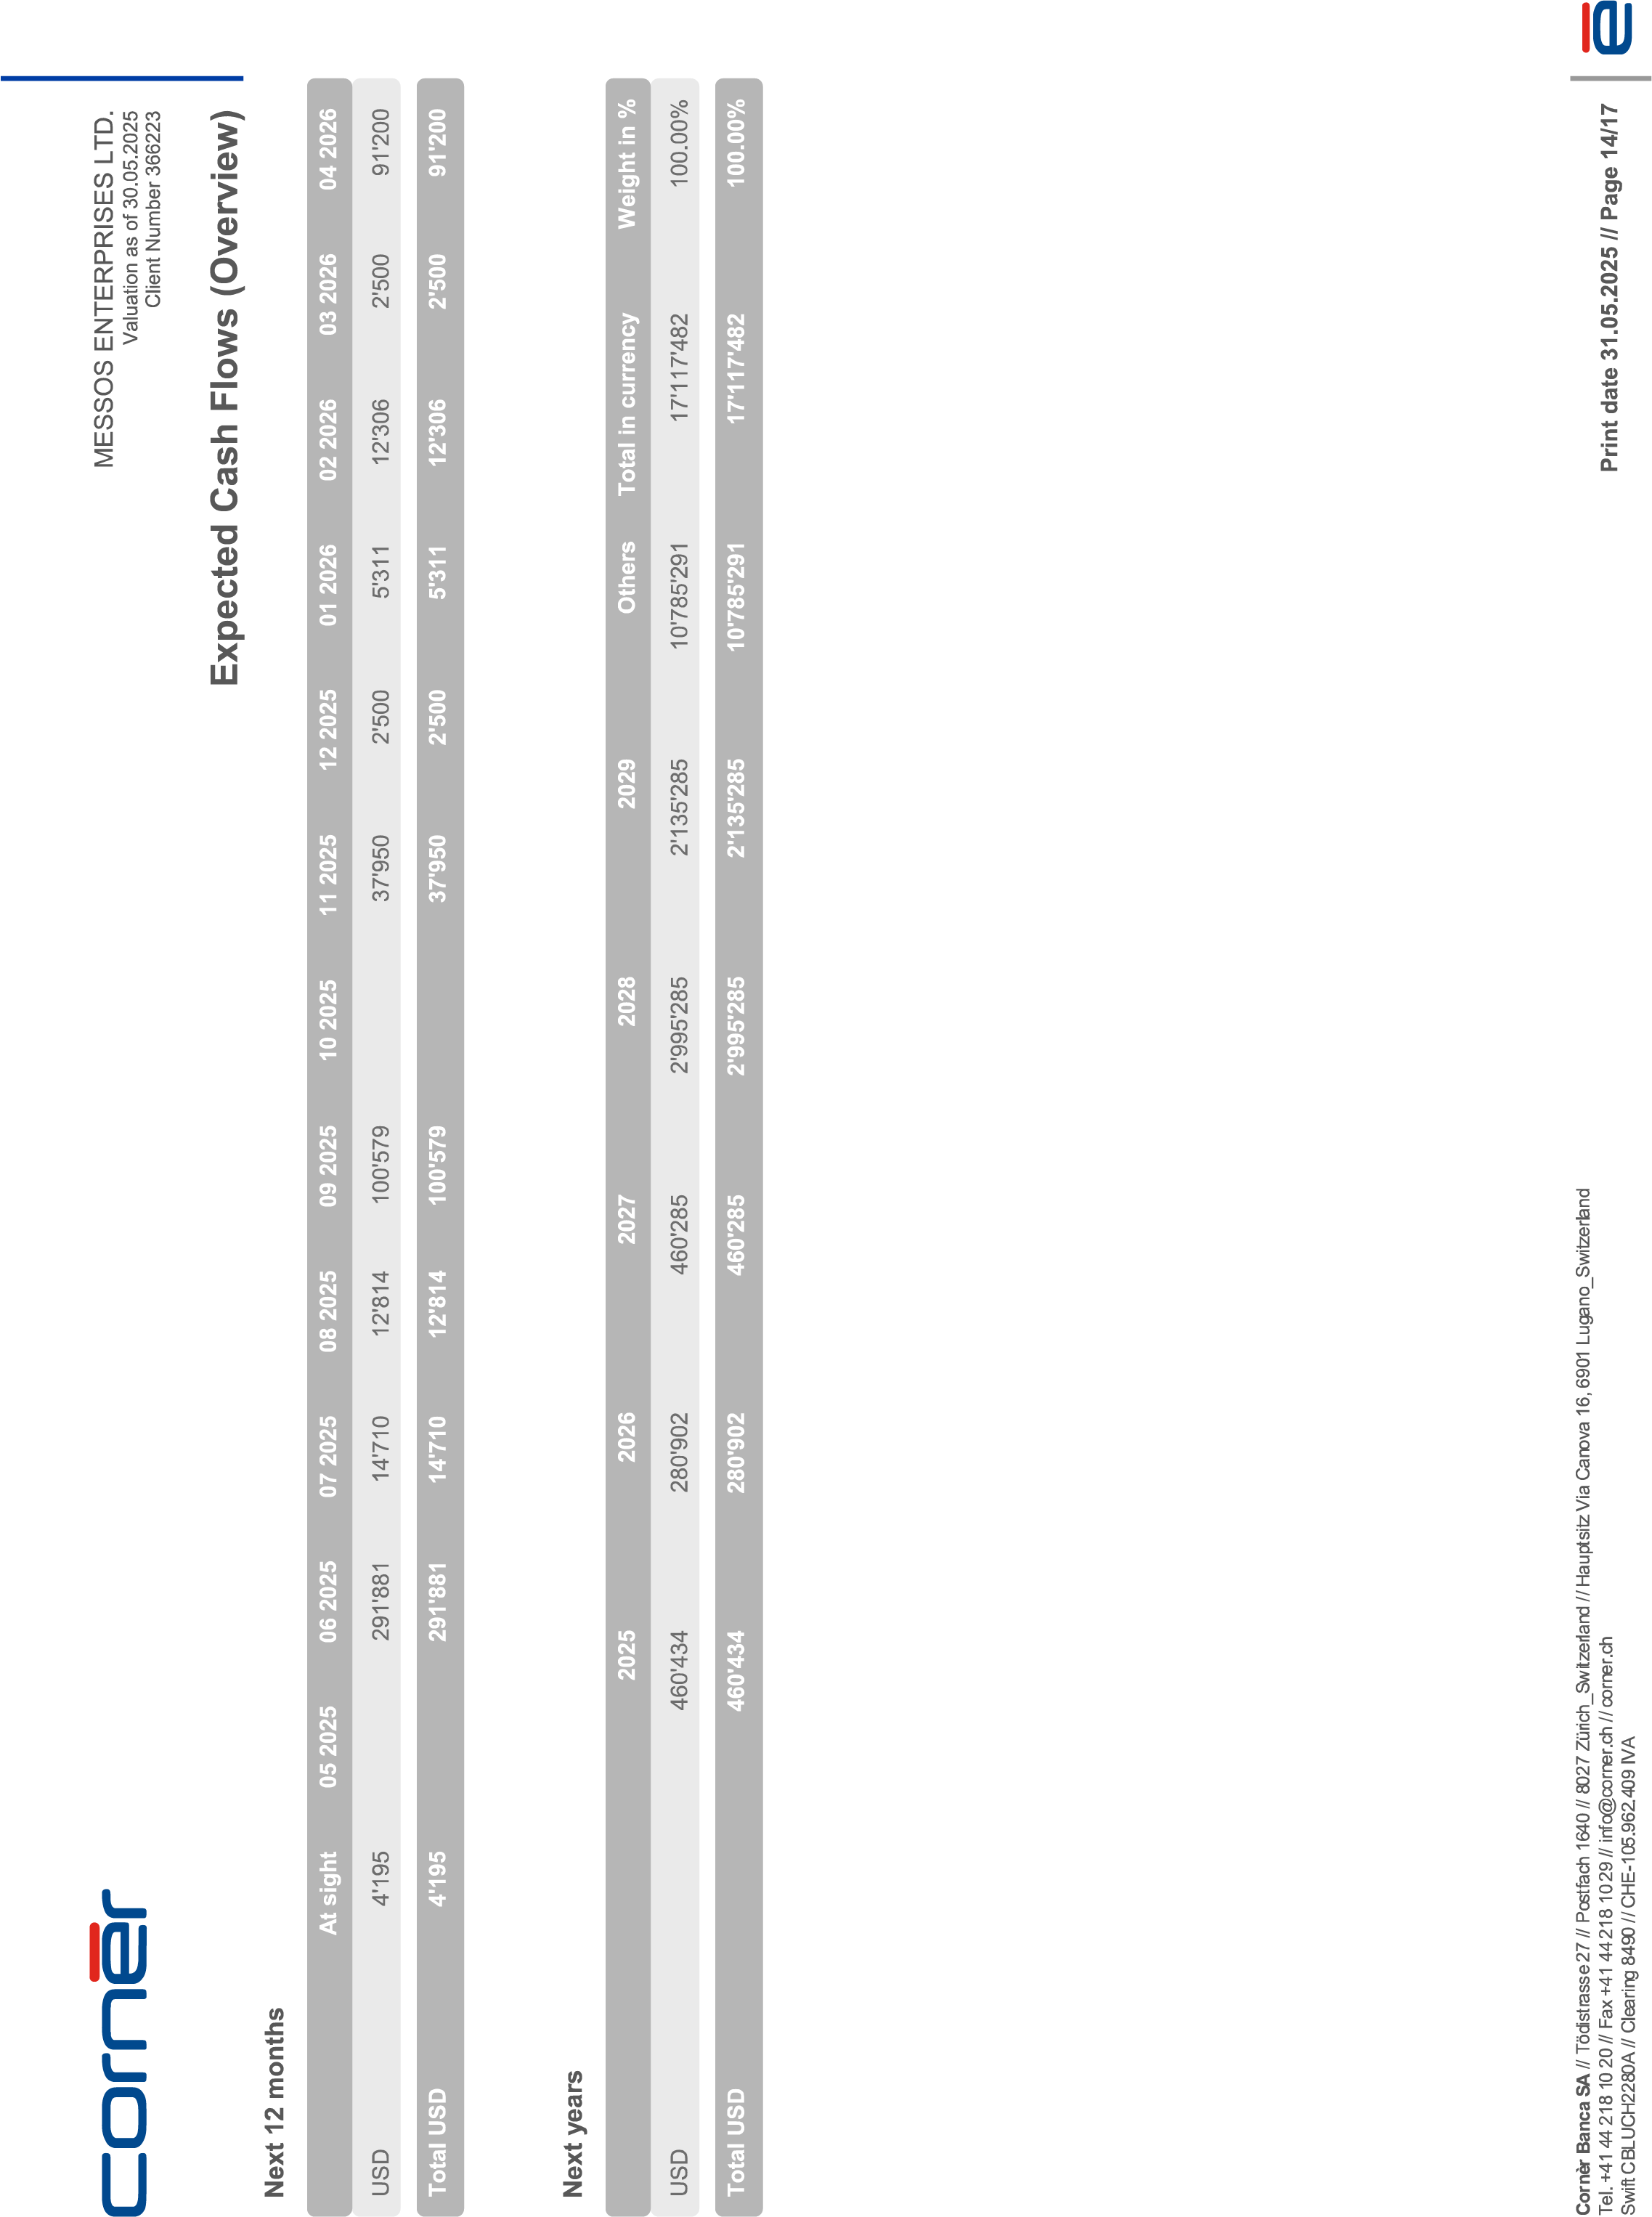 cornèr
MESSOS ENTERPRISES LTD.
Valuation as of 30.05.2025
Client Number 366223
Expected Cash Flows (Overview)
Next 12 months
At sight 05 2025 06 2025 07 2025 08 2025 09 2025 10 2025 11 2025 12 2025 01 2026 02 2026 03 2026 04 2026
USD 4'195 291'881 14'710 12'814 100'579 37'950 2'500 5'311 12'306 2'500 91'200
Total USD 4'195 291'881 14'710 12'814 100'579 37'950 2'500 5'311 12'306 2'500 91'200
Next years
2025 2026 2027 2028 2029 Others Total in currency Weight in %
USD 460'434 280'902 460'285 2'995'285 2'135'285 10'785'291 17'117'482 100.00%
Total USD 460'434 280'902 460'285 2'995'285 2'135'285 10'785'291 17'117'482 100.00%
Cornèr Banca SA // Tödistrasse 27 // Postfach 1640 // 8027 Zürich_Switzerland // Hauptsitz Via Canova 16, 6901 Lugano_Switzerland
Tel. +41 44 218 10 20 // Fax +41 44 218 10 29 // info@corner.ch // corner.ch
Swift CBLUCH2280A // Clearing 8490 // CHE-105.962.409 IVA
Print date 31.05.2025 // Page 14/17
è